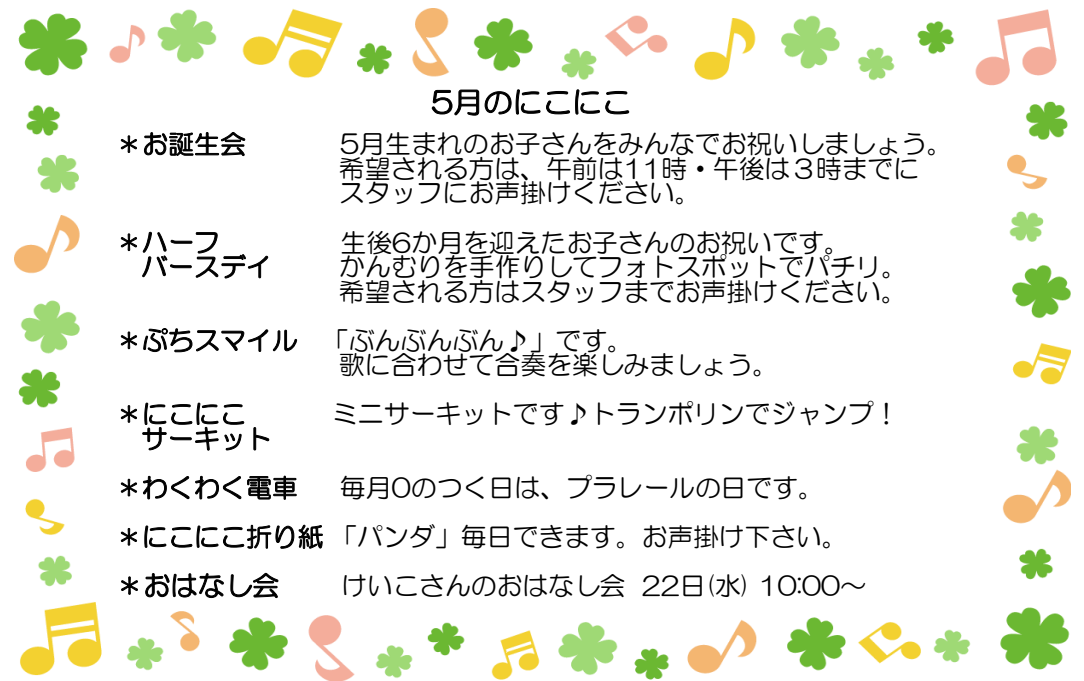 5月のにこにこ
＊お誕生会 5月生まれのお子さんをみんなでお祝いしましょう。
希望される方は、午前は11時・午後は３時までに
スタッフにお声掛けください。
＊ハーフ 生後6か月を迎えたお子さんのお祝いです。
バースデイ かんむりを手作りしてフォトスポットでパチリ。
希望される方はスタッフまでお声掛けください。
＊ぷちスマイル 「ぶんぶんぶん♪」です。
歌に合わせて合奏を楽しみましょう。
＊にこにこ ミニサーキットです♪トランポリンでジャンプ！
サーキット
＊わくわく電車 毎月0のつく日は、プラレールの日です。
＊にこにこ折り紙 「パンダ」毎日できます。お声掛け下さい。
＊おはなし会 けいこさんのおはなし会 22日(水) 10:00～